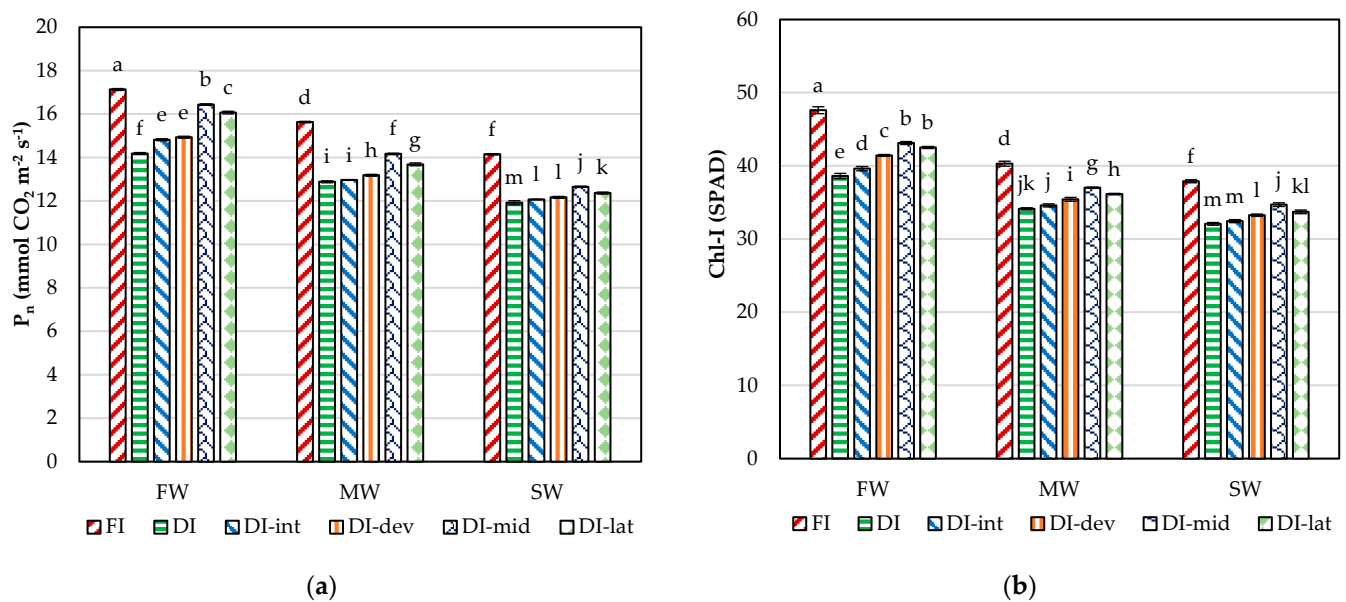 20
18
16
14
12
10
8
6
4
2
0
Pn (mmol CO2 m-2 s-1)
a
f
e
e
b
c
d
i
i
h
f
g
f
m
l
l
j
k
FW MW SW
FI DI DI-int DI-dev DI-mid DI-lat
(a)
60
50
40
30
20
10
0
Chl-I (SPAD)
a
e
d
c
b
b
d
jk
j
i
g
h
f
m
m
l
j
kl
FW MW SW
FI DI DI-int DI-dev DI-mid DI-lat
(b)